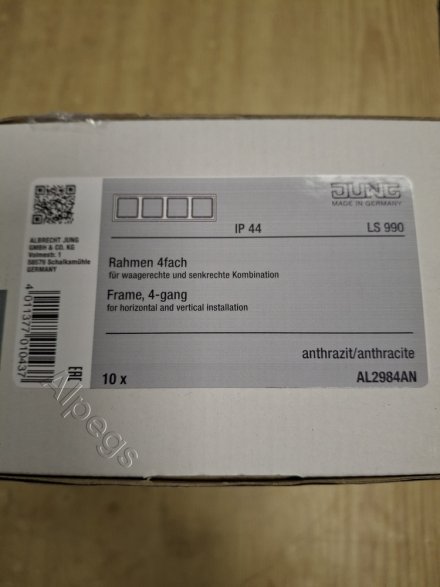 JUNG
MADE IN GERMANY
IP 44
LS 990
ALBRECHT JUNG
GMBH & CO. KG
Volmestr. 1
58579 Schalksmühle
GERMANY
Rahmen 4fach
für waagerechte und senkrechte Kombination
Frame, 4-gang
for horizontal and vertical installation
anthrazit/anthracite
10 x
AL2984AN
4 011377 010437
EAC
Alpegs